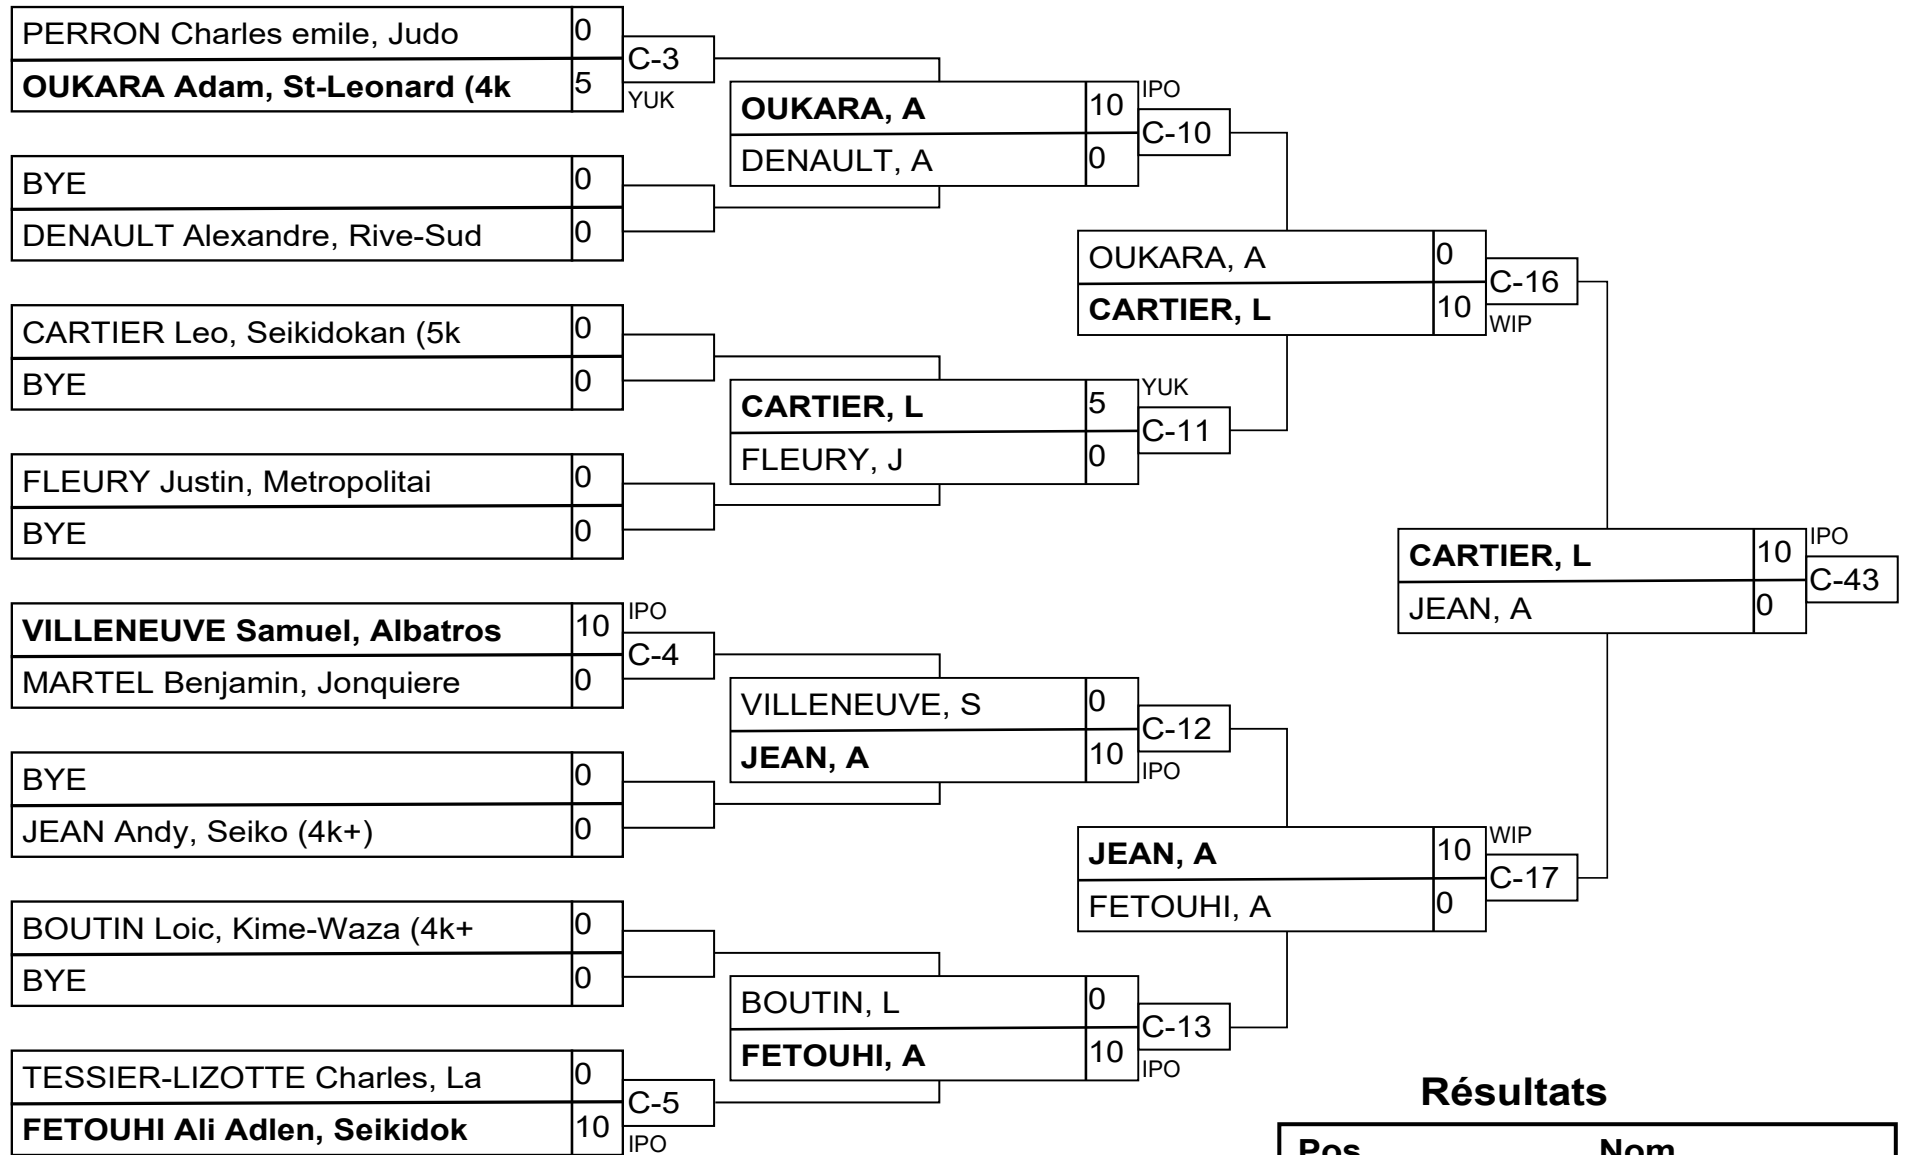 PERRON Charles emile, Judo 0
OUKARA Adam, St-Leonard (4k 5
C-3
YUK
BYE 0
DENAULT Alexandre, Rive-Sud 0
CARTIER Leo, Seikidokan (5k 0
BYE 0
FLEURY Justin, Metropolitai 0
BYE 0
VILLENEUVE Samuel, Albatros 10
MARTEL Benjamin, Jonquiere 0
IPO
C-4
BYE 0
JEAN Andy, Seiko (4k+) 0
BOUTIN Loic, Kime-Waza (4k+ 0
BYE 0
TESSIER-LIZOTTE Charles, La 0
FETOUHI Ali Adlen, Seikidok 10
C-5
IPO
OUKARA, A 10
DENAULT, A 0
IPO
C-10
CARTIER, L 5
FLEURY, J 0
YUK
C-11
VILLENEUVE, S 0
JEAN, A 10
C-12
IPO
BOUTIN, L 0
FETOUHI, A 10
C-13
IPO
OUKARA, A 0
CARTIER, L 10
C-16
WIP
JEAN, A 10
FETOUHI, A 0
WIP
C-17
CARTIER, L 10
JEAN, A 0
IPO
C-43
Résultats
Pos Nom